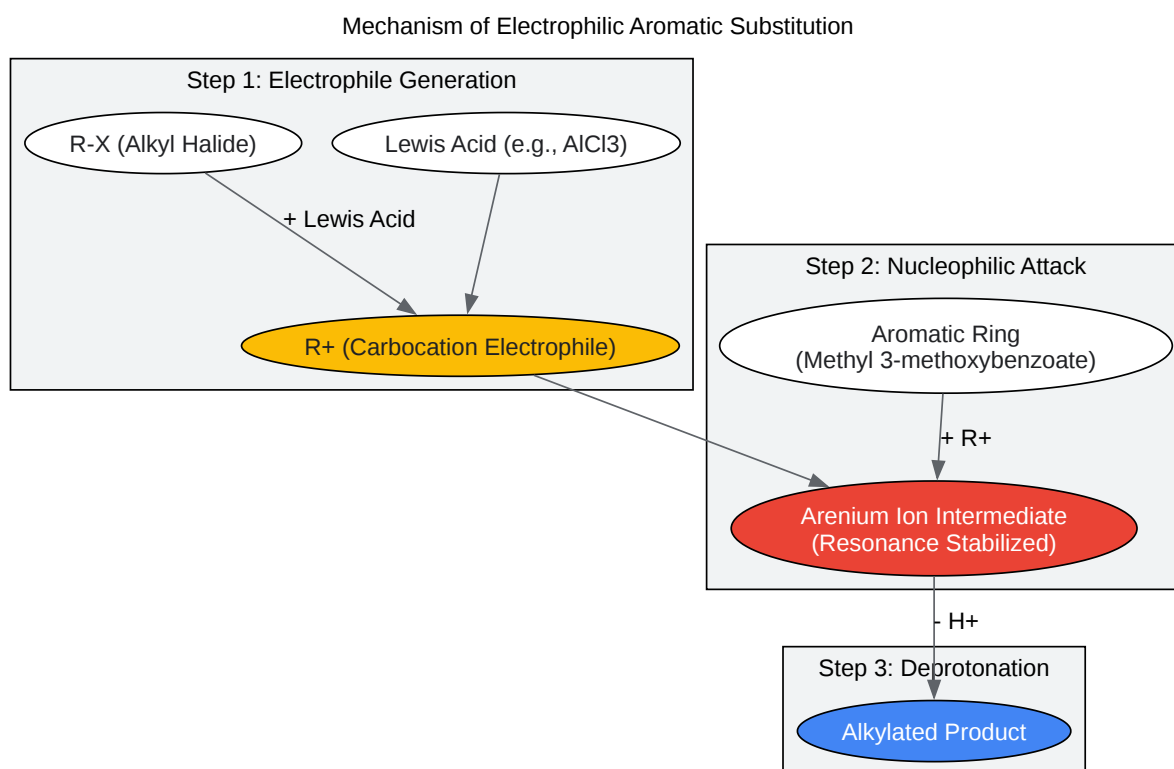 Mechanism of Electrophilic Aromatic Substitution
Step 1: Electrophile Generation
R-X (Alkyl Halide)
Lewis Acid (e.g., AlCl3)
+ Lewis Acid
R+ (Carbocation Electrophile)
Step 2: Nucleophilic Attack
Aromatic Ring
(Methyl 3-methoxybenzoate)
+ R+
Arenium Ion Intermediate
(Resonance Stabilized)
- H+
Step 3: Deprotonation
Alkylated Product